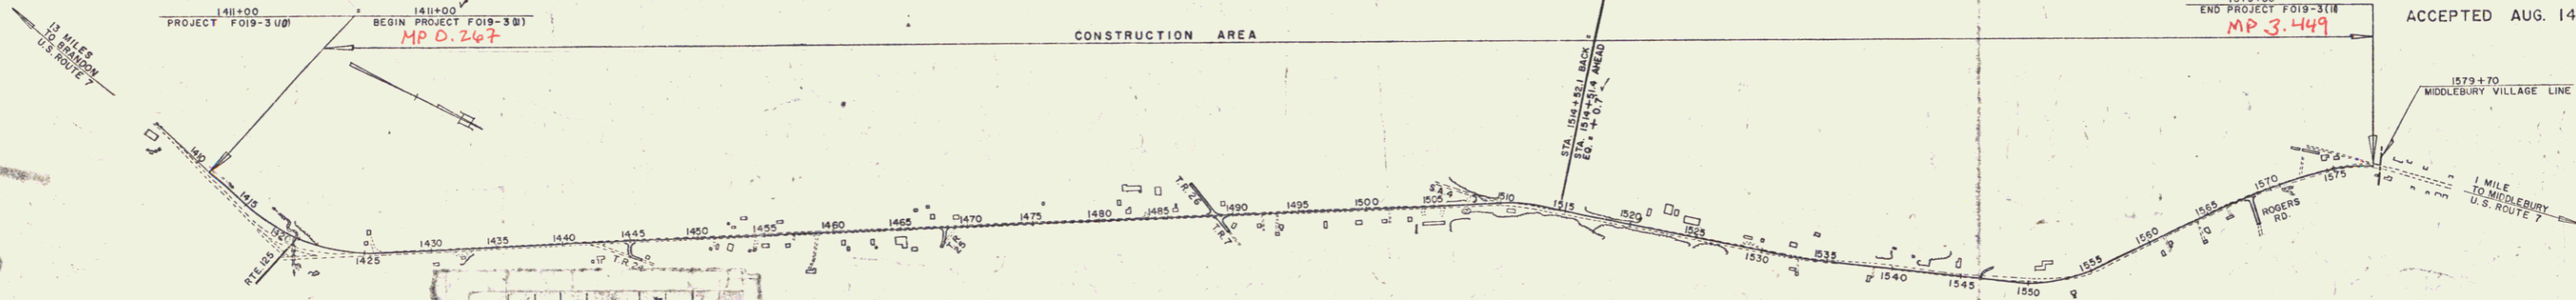 1411+00
PROJECT F019-3
1411+00
BEGIN PROJECT F019-3(11)
MP 0.267
CONSTRUCTION AREA
END PROJECT F019-3(11)
MP 3.449
ACCEPTED AUG. 14
13 MILES
TO BRANDON
U.S. ROUTE 7
STA. 1514+52.1 BACK =
STA. 1514+51.4 AHEAD
EQ. = + 0.7'
1579+70
MIDDLEBURY VILLAGE LINE
1410
1415
1420
RTE. 125
1425
1430
1435
1440
1445
T.R.
1450
1455
1460
1465
1470
T.R.
1475
1480
1485
T.R. 26
T.R. 7
1490
1495
1500
1505
S.A. 4
1510
1515
1520
1525
1530
1535
1540
1545
1550
1555
1560
1565
1570
ROGERS
RD.
1575
1 MILE
TO MIDDLEBURY
U.S. ROUTE 7